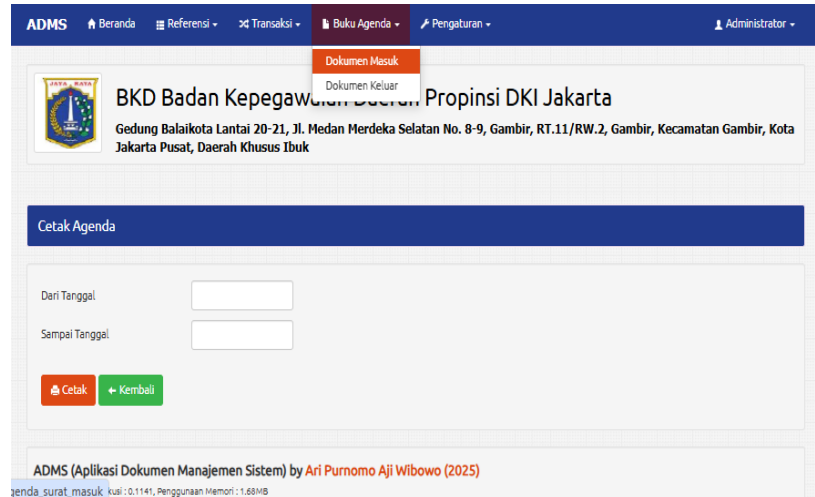 ADMS Beranda Referensi Transaksi Buku Agenda Pengaturan Administrator
Dokumen Masuk
Dokumen Keluar
JAYA RAYA
BKD Badan Kepegaw Propinsi DKI Jakarta
Gedung Balaikota Lantai 20-21, Jl. Medan Merdeka Selatan No. 8-9, Gambir, RT.11/RW.2, Gambir, Kecamatan Gambir, Kota
Jakarta Pusat, Daerah Khusus Ibuk
Cetak Agenda
Dari Tanggal
Sampai Tanggal
Cetak Kembali
ADMS (Aplikasi Dokumen Manajemen Sistem) by Ari Purnomo Aji Wibowo (2025)
genda_surat_masuk kusi : 0.1141, Penggunaan Memori : 1.68MB